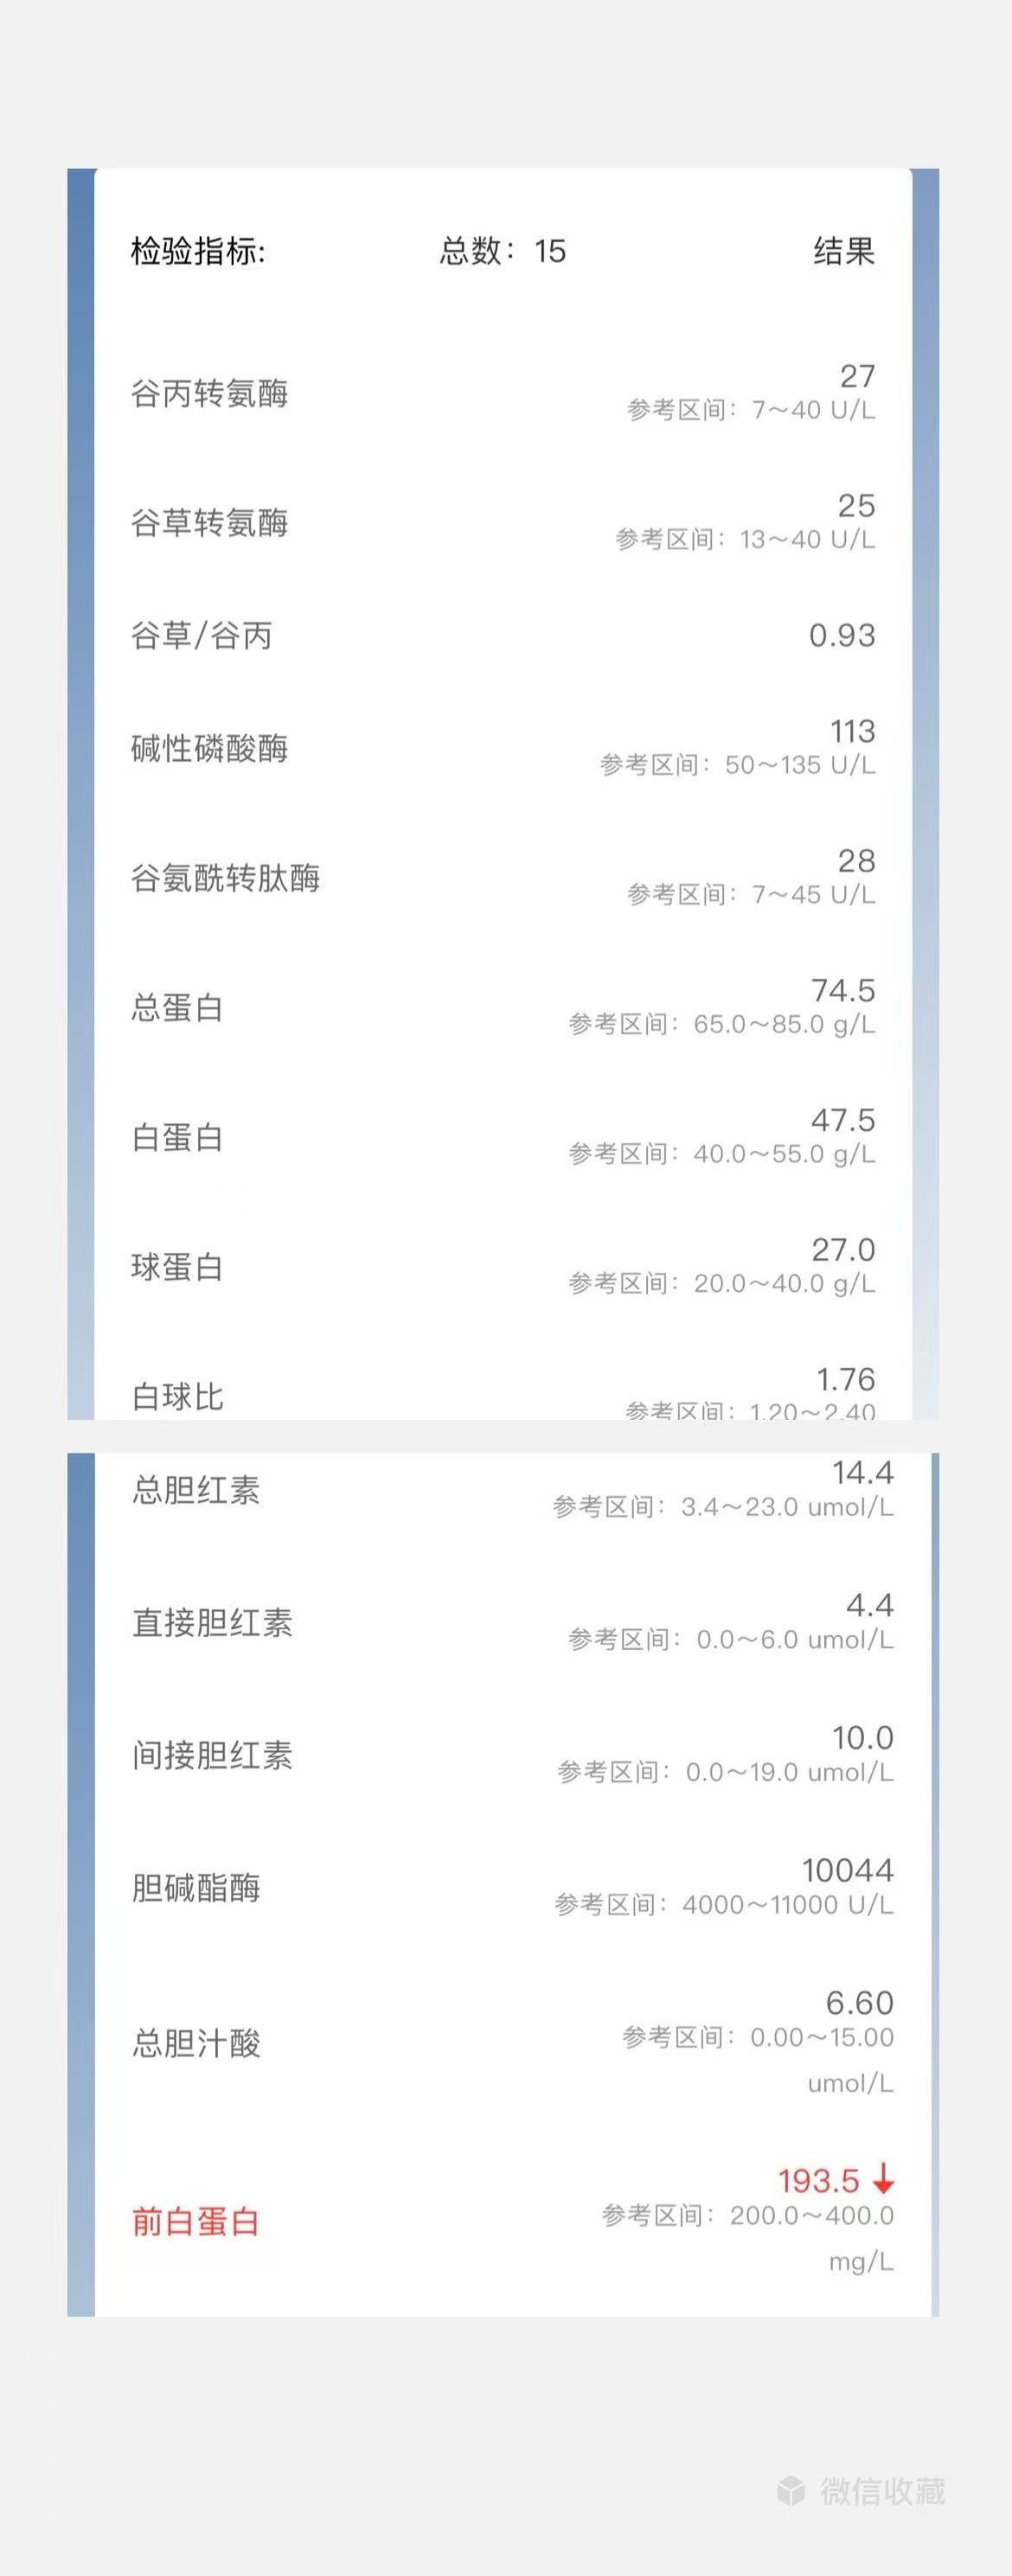 检验指标: 总数：15 结果
谷丙转氨酶 27
参考区间：7～40 U/L
谷草转氨酶 25
参考区间：13～40 U/L
谷草/谷丙 0.93
碱性磷酸酶 113
参考区间：50～135 U/L
谷氨酰转肽酶 28
参考区间：7～45 U/L
总蛋白 74.5
参考区间：65.0～85.0 g/L
白蛋白 47.5
参考区间：40.0～55.0 g/L
球蛋白 27.0
参考区间：20.0～40.0 g/L
白球比 1.76
参考区间：1.20～2.40
总胆红素 14.4
参考区间：3.4～23.0 umol/L
直接胆红素 4.4
参考区间：0.0～6.0 umol/L
间接胆红素 10.0
参考区间：0.0～19.0 umol/L
胆碱酯酶 10044
参考区间：4000～11000 U/L
总胆汁酸 6.60
参考区间：0.00～15.00
umol/L
前白蛋白 193.5 ↓
参考区间：200.0～400.0
mg/L
微信收藏